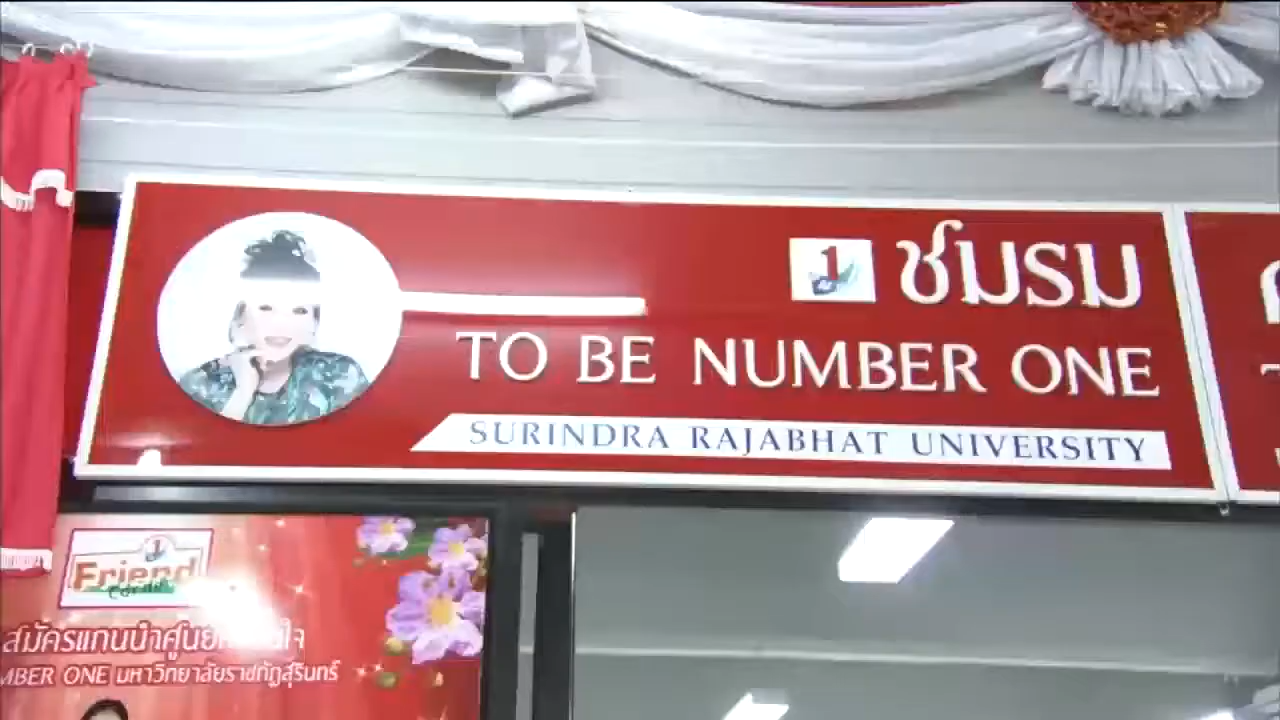 ชมรม
TO BE NUMBER ONE
SURINDRA RAJABHAT UNIVERSITY
Friend
Corner
สมัครแกนนำศูนย์
MBER ONE มหาวิทยาลัยราชภัฏสุรินทร์